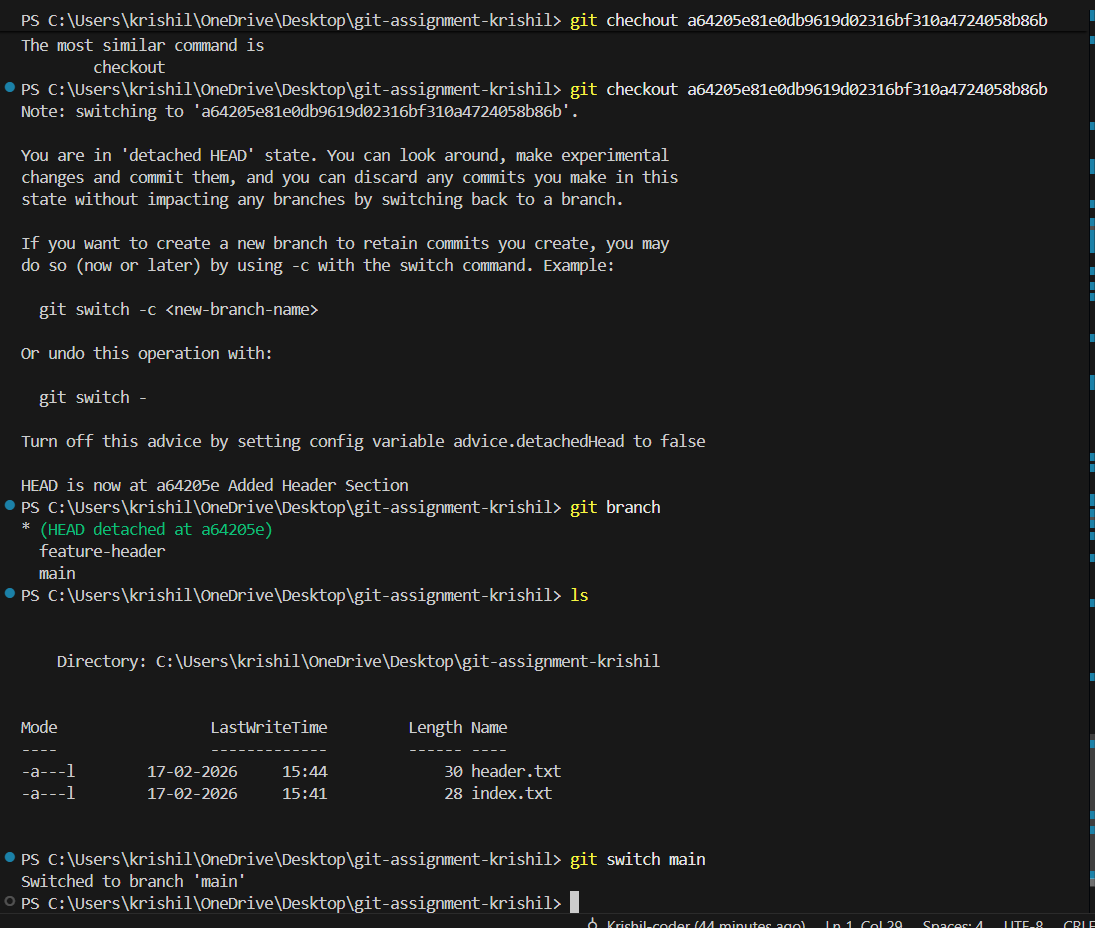 PS C:\Users\krishil\OneDrive\Desktop\git-assignment-krishil> git chechout a64205e81e0db9619d02316bf310a4724058b86b
The most similar command is
        checkout
PS C:\Users\krishil\OneDrive\Desktop\git-assignment-krishil> git checkout a64205e81e0db9619d02316bf310a4724058b86b
Note: switching to 'a64205e81e0db9619d02316bf310a4724058b86b'.

You are in 'detached HEAD' state. You can look around, make experimental
changes and commit them, and you can discard any commits you make in this
state without impacting any branches by switching back to a branch.

If you want to create a new branch to retain commits you create, you may
do so (now or later) by using -c with the switch command. Example:

  git switch -c <new-branch-name>

Or undo this operation with:

  git switch -

Turn off this advice by setting config variable advice.detachedHead to false

HEAD is now at a64205e Added Header Section
PS C:\Users\krishil\OneDrive\Desktop\git-assignment-krishil> git branch
* (HEAD detached at a64205e)
  feature-header
  main
PS C:\Users\krishil\OneDrive\Desktop\git-assignment-krishil> ls

    Directory: C:\Users\krishil\OneDrive\Desktop\git-assignment-krishil

Mode                 LastWriteTime         Length Name
----                 -------------         ------ ----
-a---l        17-02-2026     15:44             30 header.txt
-a---l        17-02-2026     15:41             28 index.txt

PS C:\Users\krishil\OneDrive\Desktop\git-assignment-krishil> git switch main
Switched to branch 'main'
PS C:\Users\krishil\OneDrive\Desktop\git-assignment-krishil>
Krishil-coder (44 minutes ago) Ln 1, Col 29 Spaces: 4 UTF-8 CRLF